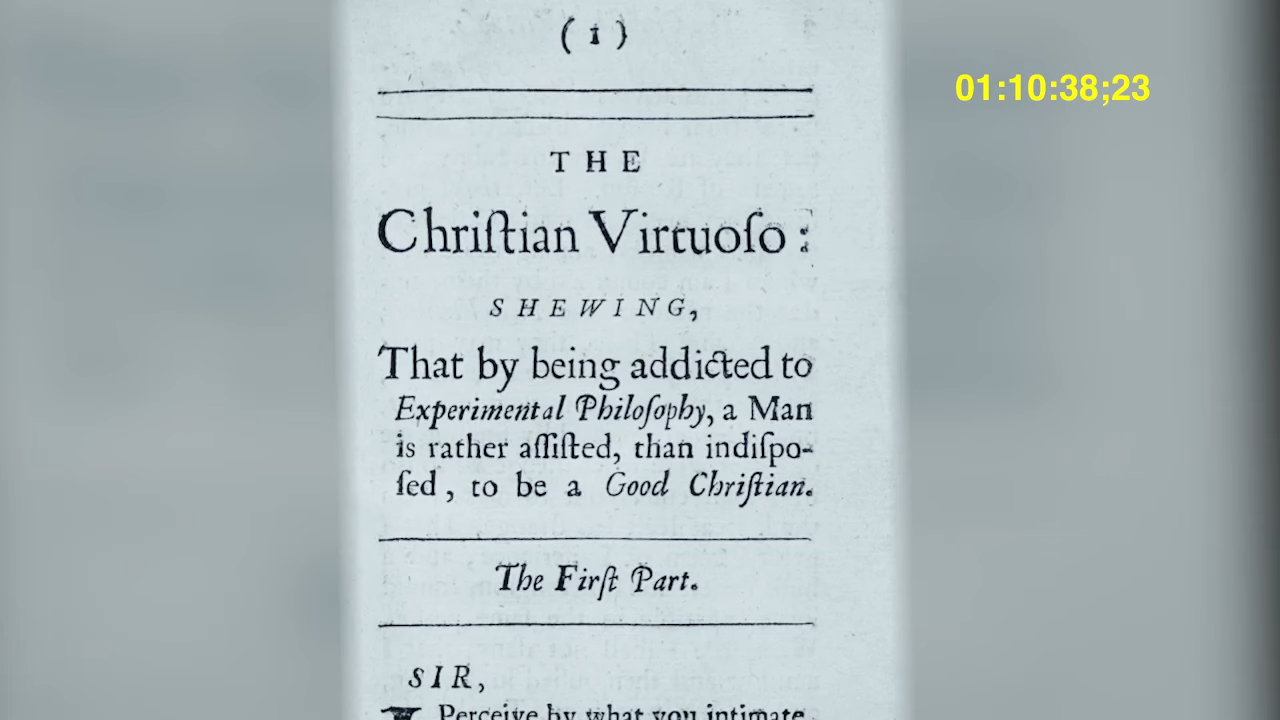 ( 1 )
01:10:38;23
THE
Chriſtian Virtuoſo :
SHEWING,
That by being addicted to
Experimental Philoſophy, a Man
is rather aſſiſted, than indiſpo-
ſed, to be a Good Chriſtian.
The Firſt Part.
SIR,
Perceive by what you intimate